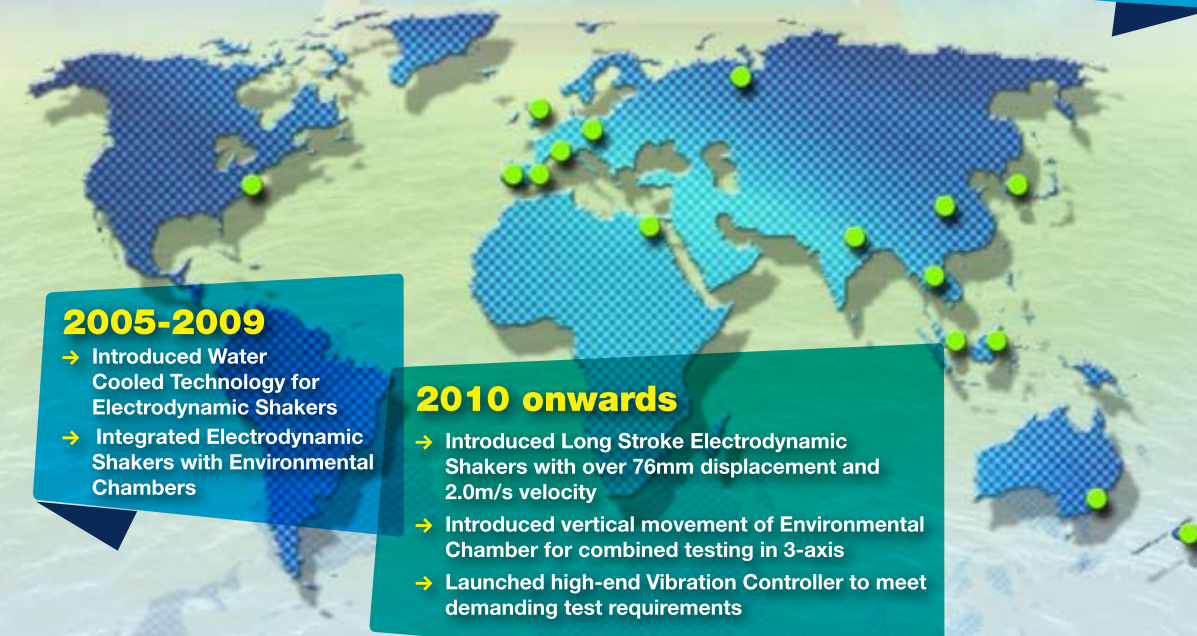 2005-2009
→ Introduced Water
Cooled Technology for
Electrodynamic Shakers
→ Integrated Electrodynamic
Shakers with Environmental
Chambers
2010 onwards
→ Introduced Long Stroke Electrodynamic
Shakers with over 76mm displacement and
2.0m/s velocity
→ Introduced vertical movement of Environmental
Chamber for combined testing in 3-axis
→ Launched high-end Vibration Controller to meet
demanding test requirements